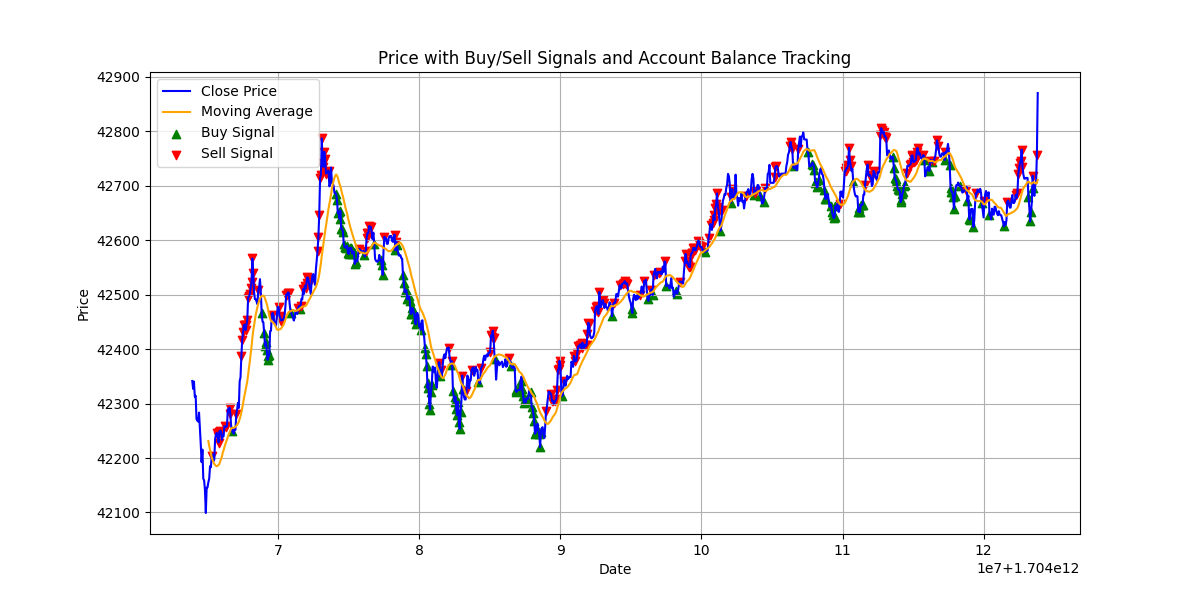 Price with Buy/Sell Signals and Account Balance Tracking
42900
42800
42700
42600
42500
42400
42300
42200
42100
Price
Close Price
Moving Average
Buy Signal
Sell Signal
7 8 9 10 11 12
Date
1e7+1.704e12